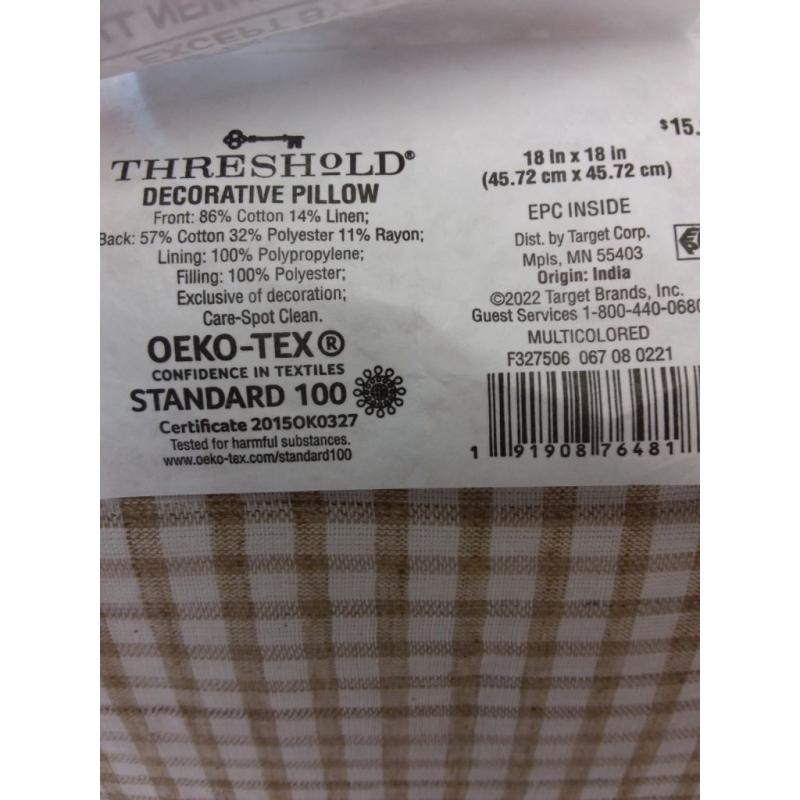 THRESHOLD®
DECORATIVE PILLOW
Front: 86% Cotton 14% Linen;
Back: 57% Cotton 32% Polyester 11% Rayon;
Lining: 100% Polypropylene;
Filling: 100% Polyester;
Exclusive of decoration;
Care-Spot Clean.
OEKO-TEX®
CONFIDENCE IN TEXTILES
STANDARD 100
Certificate 2015OK0327
Tested for harmful substances.
www.oeko-tex.com/standard100
$15.
18 In x 18 in
(45.72 cm x 45.72 cm)
EPC INSIDE
Dist. by Target Corp.
Mpls, MN 55403
Origin: India
©2022 Target Brands, Inc.
Guest Services 1-800-440-0680
MULTICOLORED
F327506 067 08 0221
1 91908 76481
EXCEPT BY